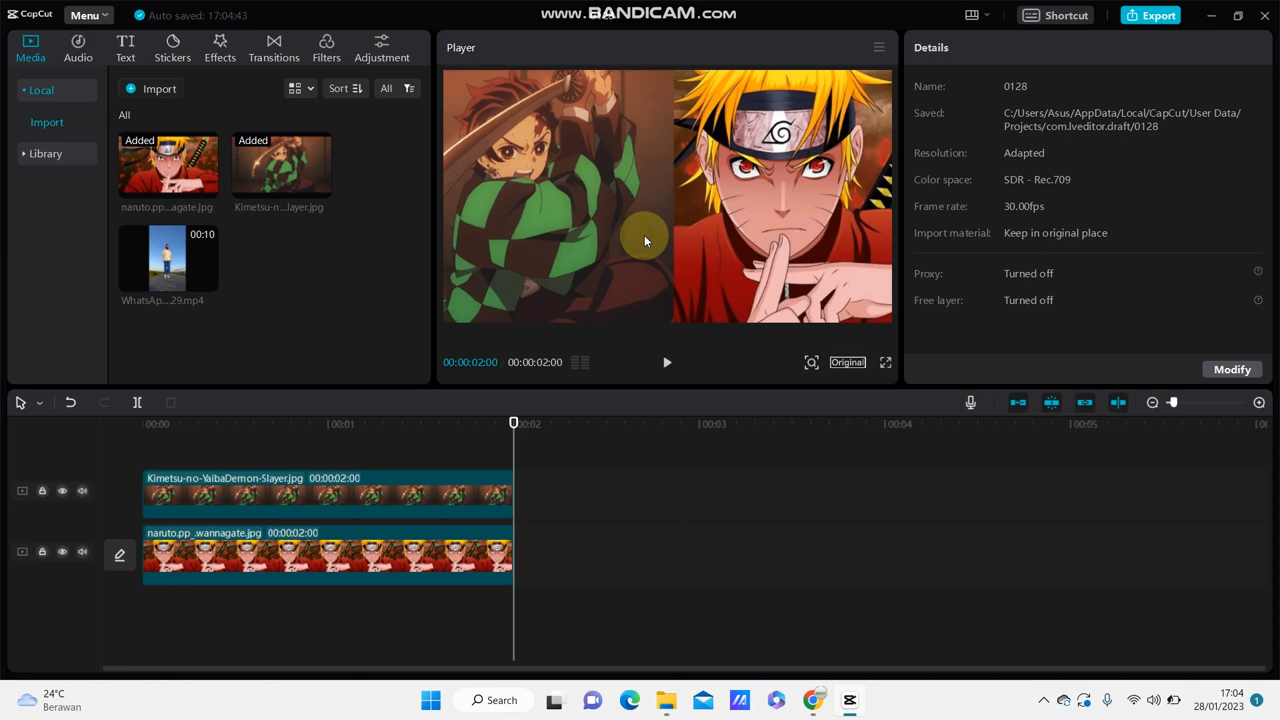 CapCut
Menu
Auto saved: 17:04:43
www.BANDICAM.com
Shortcut
Export
Media
Audio
Text
Stickers
Effects
Transitions
Filters
Adjustment
Player
Details
Local
Import
Library
Import
Sort
All
All
Added
Added
naruto.pp...agate.jpg
Kimetsu-n...layer.jpg
00:10
WhatsAp...29.mp4
00:00:02:00
00:00:02:00
Original
Name:
0128
Saved:
C:/Users/Asus/AppData/Local/CapCut/User Data/
Projects/com.lveditor.draft/0128
Resolution:
Adapted
Color space:
SDR - Rec.709
Frame rate:
30.00fps
Import material:
Keep in original place
Proxy:
Turned off
Free layer:
Turned off
Modify
00:00
00:01
00:02
00:03
00:04
00:05
Kimetsu-no-YaibaDemon-Slayer.jpg 00:00:02:00
naruto.pp_.wannagate.jpg 00:00:02:00
24°C
Berawan
Search
17:04
28/01/2023
1